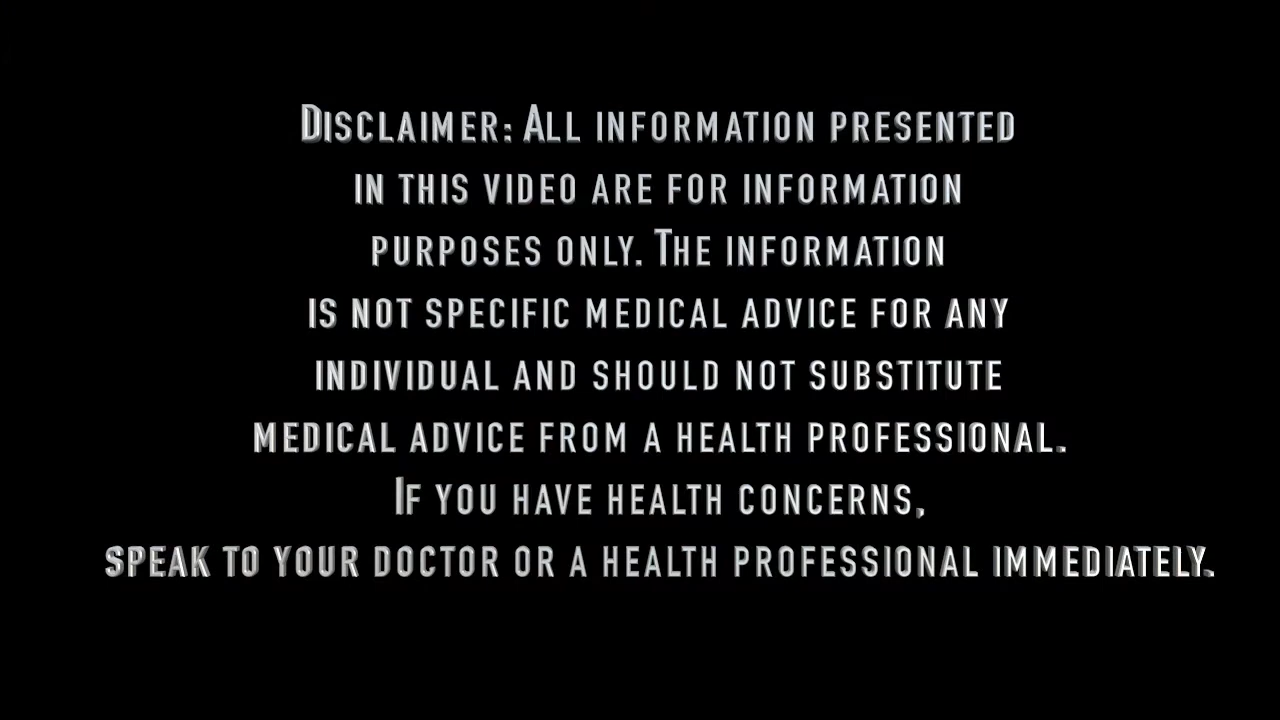 Disclaimer: All information presented
in this video are for information
purposes only. The information
is not specific medical advice for any
individual and should not substitute
medical advice from a health professional.
If you have health concerns,
speak to your doctor or a health professional immediately.